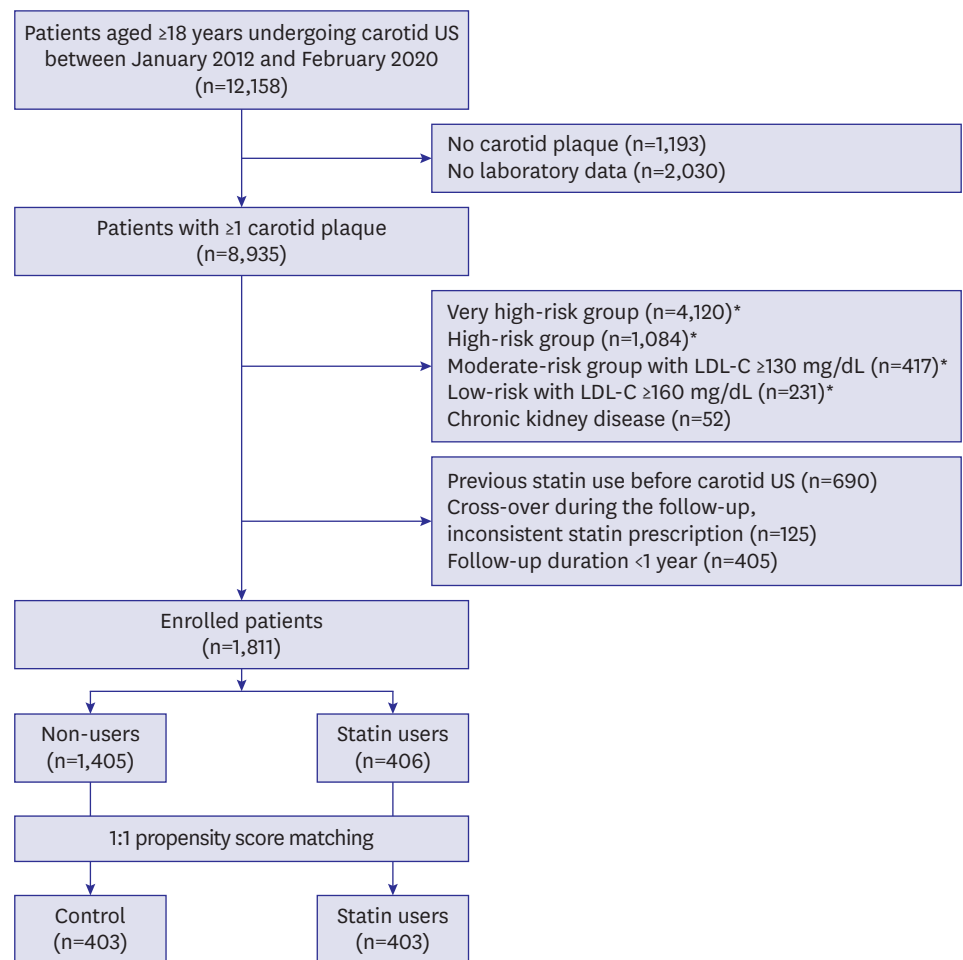 Patients aged ≥18 years undergoing carotid US
between January 2012 and February 2020
(n=12,158)
No carotid plaque (n=1,193)
No laboratory data (n=2,030)
Patients with ≥1 carotid plaque
(n=8,935)
Very high-risk group (n=4,120)*
High-risk group (n=1,084)*
Moderate-risk group with LDL-C ≥130 mg/dL (n=417)*
Low-risk with LDL-C ≥160 mg/dL (n=231)*
Chronic kidney disease (n=52)
Previous statin use before carotid US (n=690)
Cross-over during the follow-up,
inconsistent statin prescription (n=125)
Follow-up duration <1 year (n=405)
Enrolled patients
(n=1,811)
Non-users
(n=1,405)
Statin users
(n=406)
1:1 propensity score matching
Control
(n=403)
Statin users
(n=403)